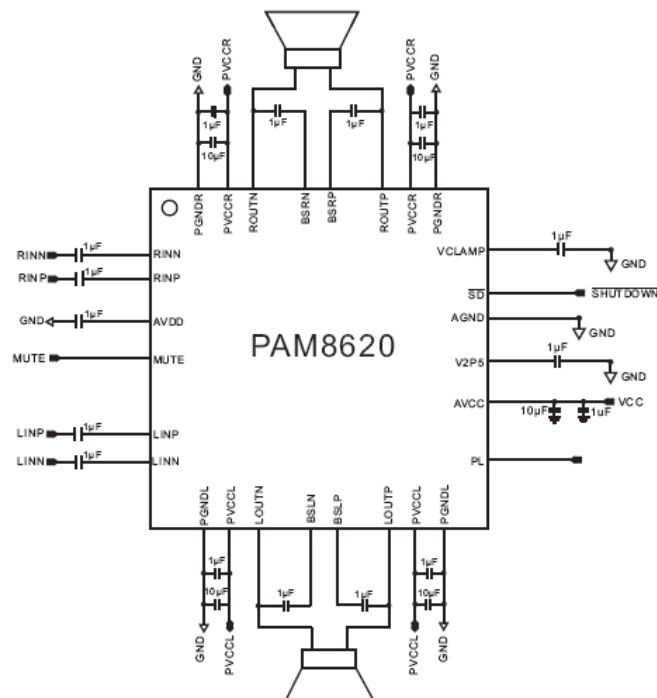 GND
PVCCR
PVCCR
GND
1µF
10µF
1µF
1µF
1µF
10µF
PGNDR
PVCCR
ROUTN
BSRN
BSRP
ROUTP
PVCCR
PGNDR
RINN 1µF RINN
RINP 1µF RINP
GND 1µF AVDD
MUTE MUTE
LINP 1µF LINP
LINN 1µF LINN
PAM8620
VCLAMP 1µF GND
SD SHUTDOWN
AGND GND
V2P5 1µF GND
AVCC 10µF 1uF VCC
PL
PGNDL
PVCCL
LOUTN
BSLN
BSLP
LOUTP
PVCCL
PGNDL
1µF
10µF
1µF
1µF
1µF
10µF
GND
PVCCL
PVCCL
GND